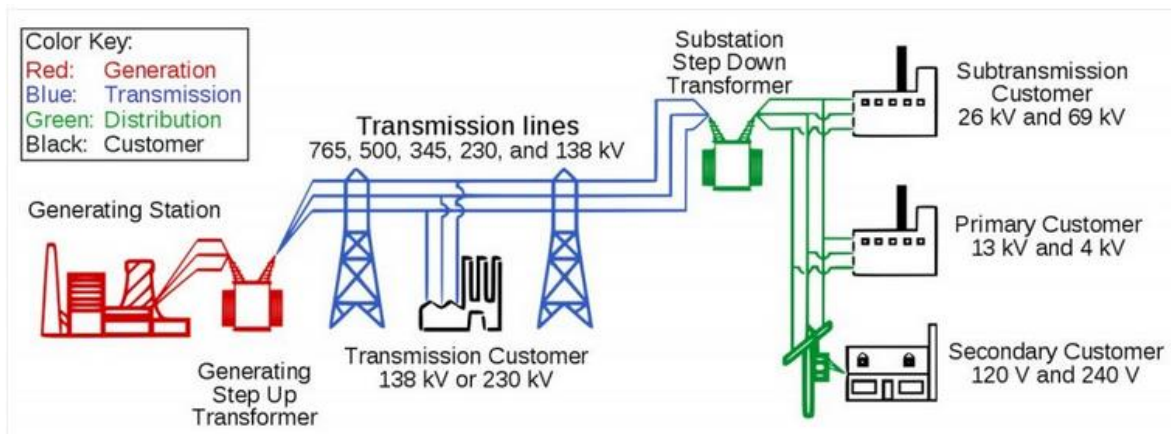 Color Key:
Red: Generation
Blue: Transmission
Green: Distribution
Black: Customer
Generating Station
Generating
Step Up
Transformer
Transmission lines
765, 500, 345, 230, and 138 kV
Transmission Customer
138 kV or 230 kV
Substation
Step Down
Transformer
Subtransmission
Customer
26 kV and 69 kV
Primary Customer
13 kV and 4 kV
Secondary Customer
120 V and 240 V